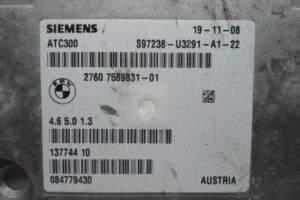 SIEMENS 19-11-08
ATC300 S97238-U3291-A1-22
BMW
2760 7589831-01
4.6 5.0 1.3
137744 10
084779430 AUSTRIA